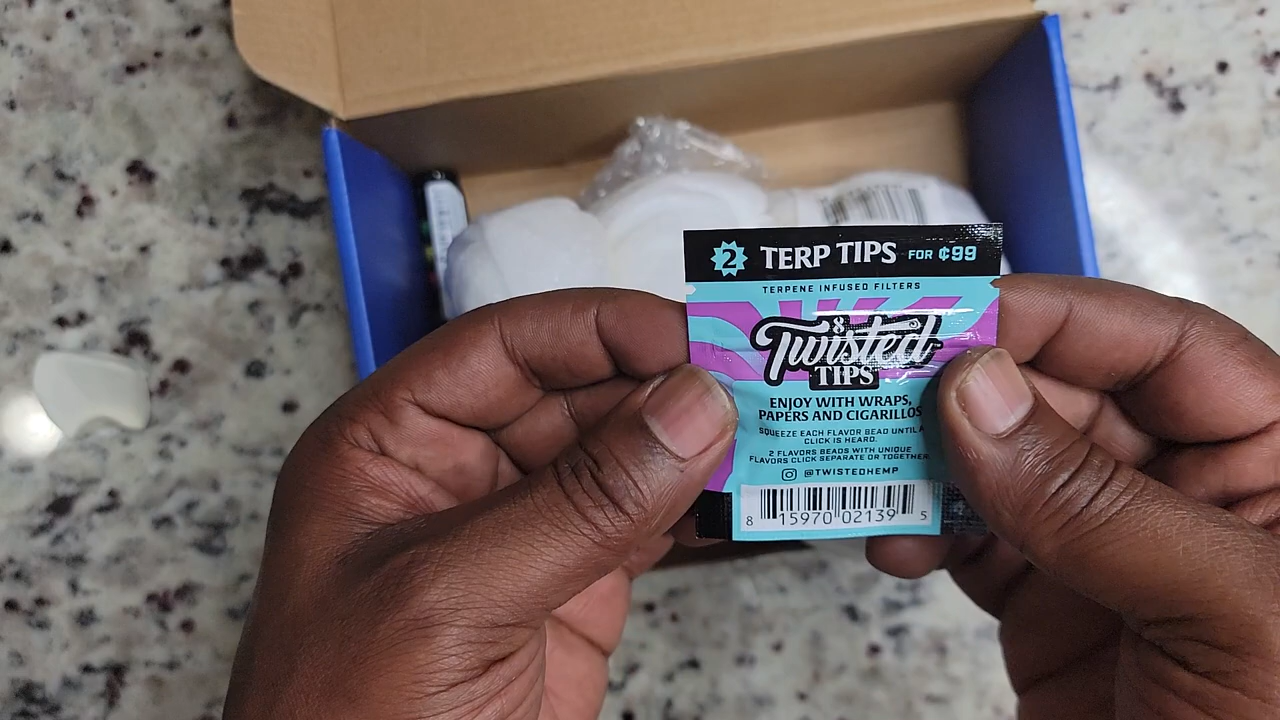 2 TERP TIPS FOR ¢99
TERPENE INFUSED FILTERS
8
Twisted
TIPS
ENJOY WITH WRAPS,
PAPERS AND CIGARILLOS
SQUEEZE EACH FLAVOR BEAD UNTIL A
CLICK IS HEARD.
2 FLAVORS BEADS WITH UNIQUE
FLAVORS CLICK SEPARATE OR TOGETHER
@TWISTEDHEMP
8 15970 02139 5